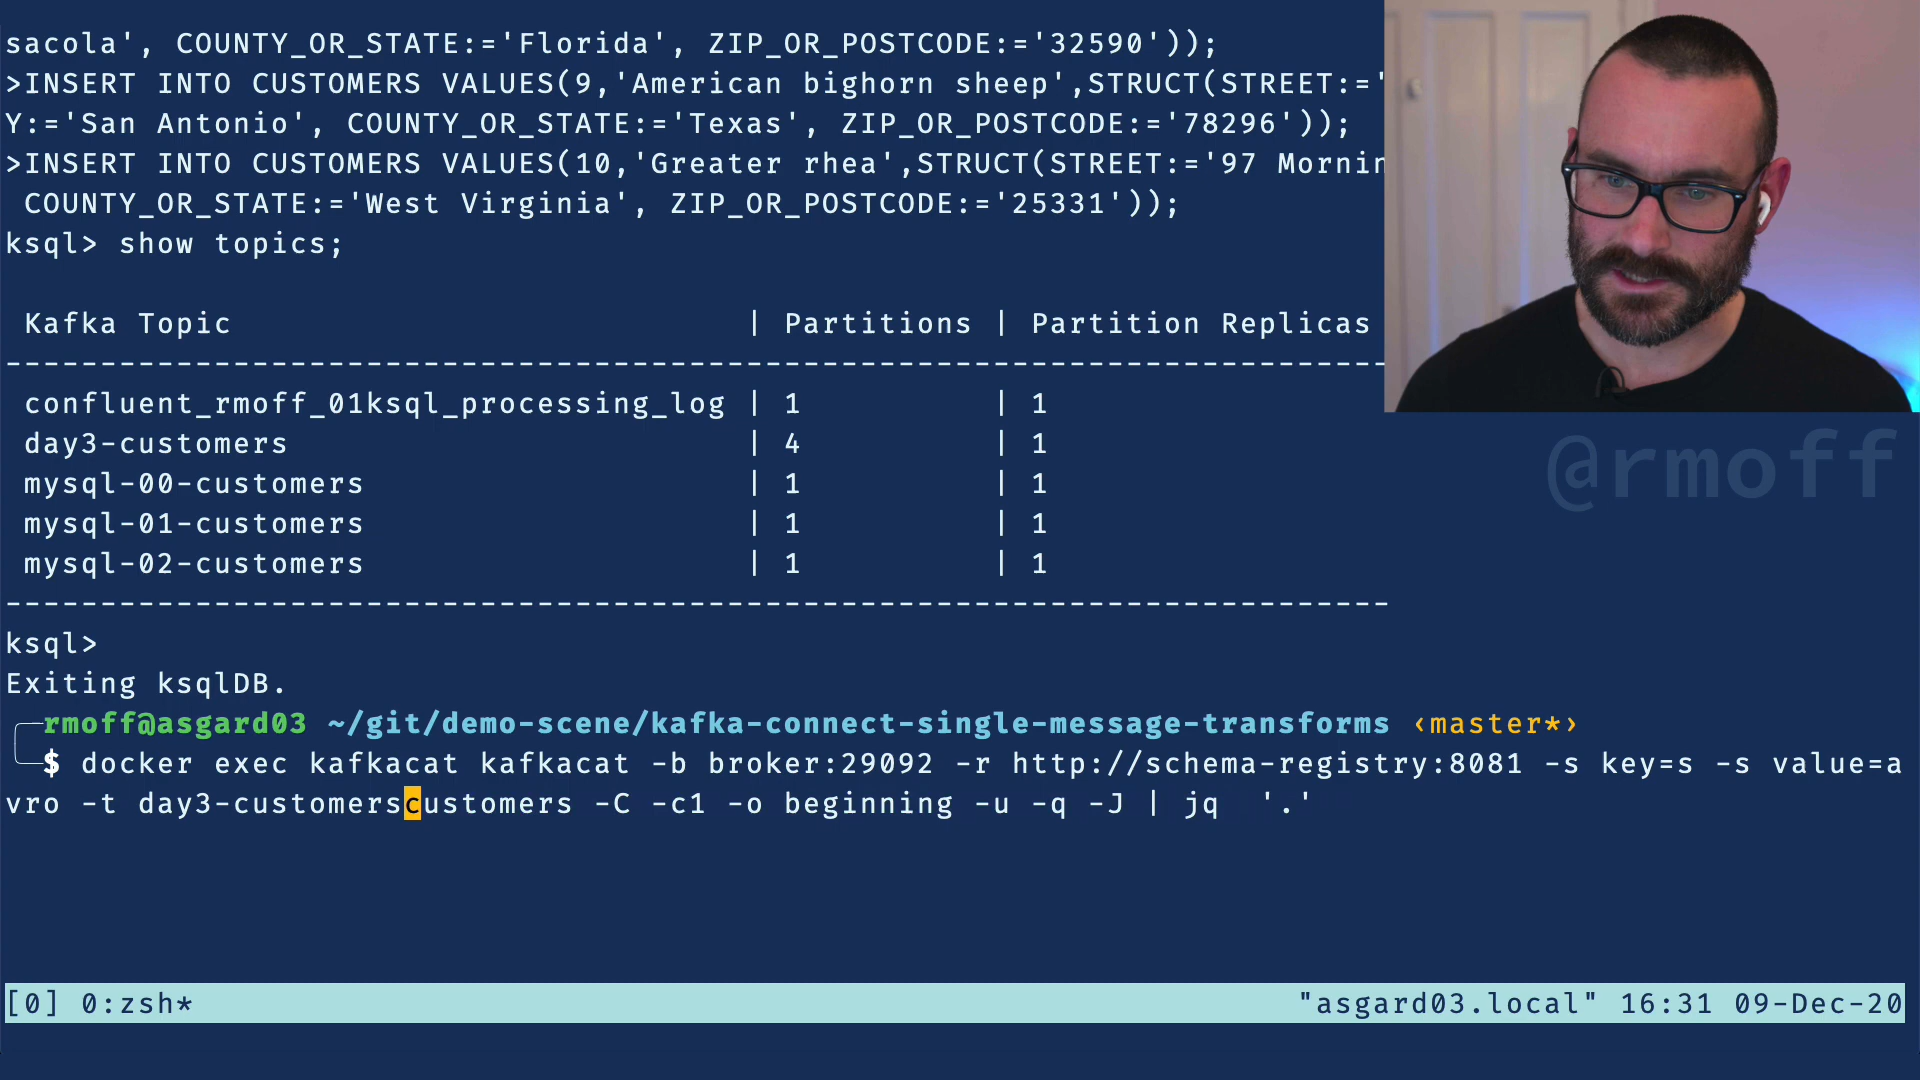 sacola', COUNTY_OR_STATE:='Florida', ZIP_OR_POSTCODE:='32590'));
>INSERT INTO CUSTOMERS VALUES(9,'American bighorn sheep',STRUCT(STREET:='
Y:='San Antonio', COUNTY_OR_STATE:='Texas', ZIP_OR_POSTCODE:='78296'));
>INSERT INTO CUSTOMERS VALUES(10,'Greater rhea',STRUCT(STREET:='97 Mornin
COUNTY_OR_STATE:='West Virginia', ZIP_OR_POSTCODE:='25331'));
ksql> show topics;
Kafka Topic | Partitions | Partition Replicas
-------------------------------------------------------------------------
confluent_rmoff_01ksql_processing_log | 1 | 1
day3-customers | 4 | 1
@rmoff
mysql-00-customers | 1 | 1
mysql-01-customers | 1 | 1
mysql-02-customers | 1 | 1
-------------------------------------------------------------------------
ksql>
Exiting ksqlDB.
rmoff@asgard03 ~/git/demo-scene/kafka-connect-single-message-transforms ‹master*›
$ docker exec kafkacat kafkacat -b broker:29092 -r http://schema-registry:8081 -s key=s -s value=a
vro -t day3-customerscustomers -C -c1 -o beginning -u -q -J | jq  '.'
[0] 0:zsh* "asgard03.local" 16:31 09-Dec-20